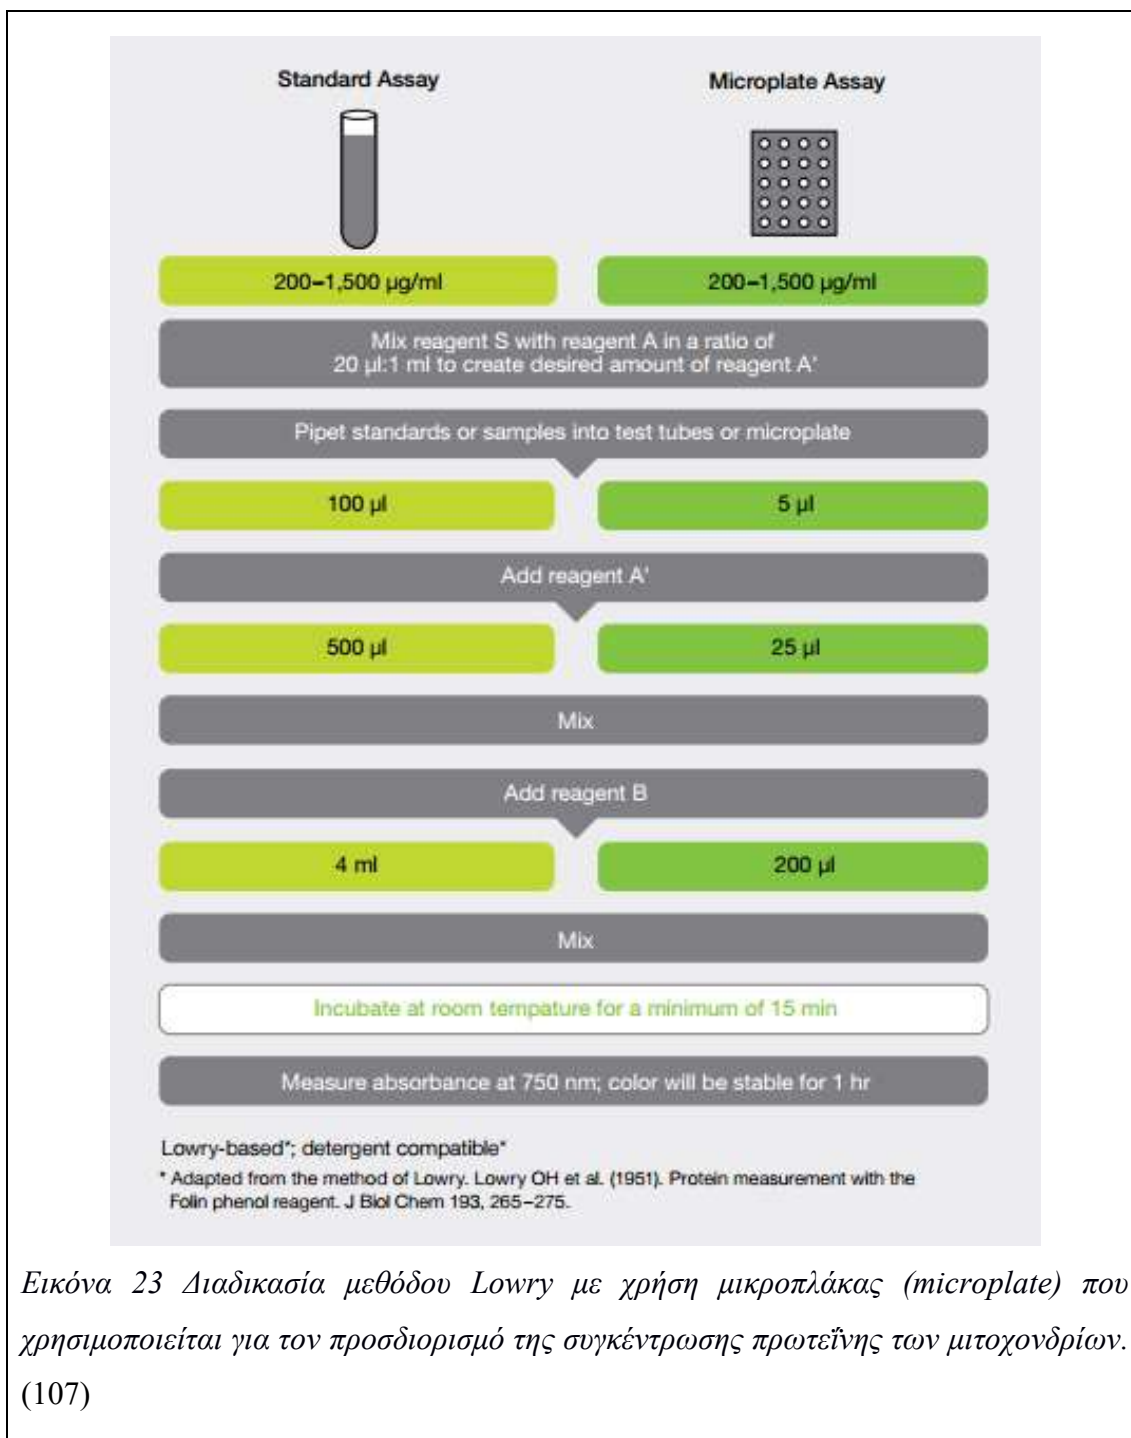 Standard Assay
Microplate Assay
200–1,500 µg/ml
200–1,500 µg/ml
Mix reagent S with reagent A in a ratio of
20 µl:1 ml to create desired amount of reagent A'
Pipet standards or samples into test tubes or microplate
100 µl
5 µl
Add reagent A'
500 µl
25 µl
Mix
Add reagent B
4 ml
200 µl
Mix
Incubate at room tempature for a minimum of 15 min
Measure absorbance at 750 nm; color will be stable for 1 hr
Lowry-based*; detergent compatible*
* Adapted from the method of Lowry. Lowry OH et al. (1951). Protein measurement with the
Folin phenol reagent. J Biol Chem 193, 265–275.
Εικόνα 23 Διαδικασία μεθόδου Lowry με χρήση μικροπλάκας (microplate) που
χρησιμοποιείται για τον προσδιορισμό της συγκέντρωσης πρωτεΐνης των μιτοχονδρίων.
(107)